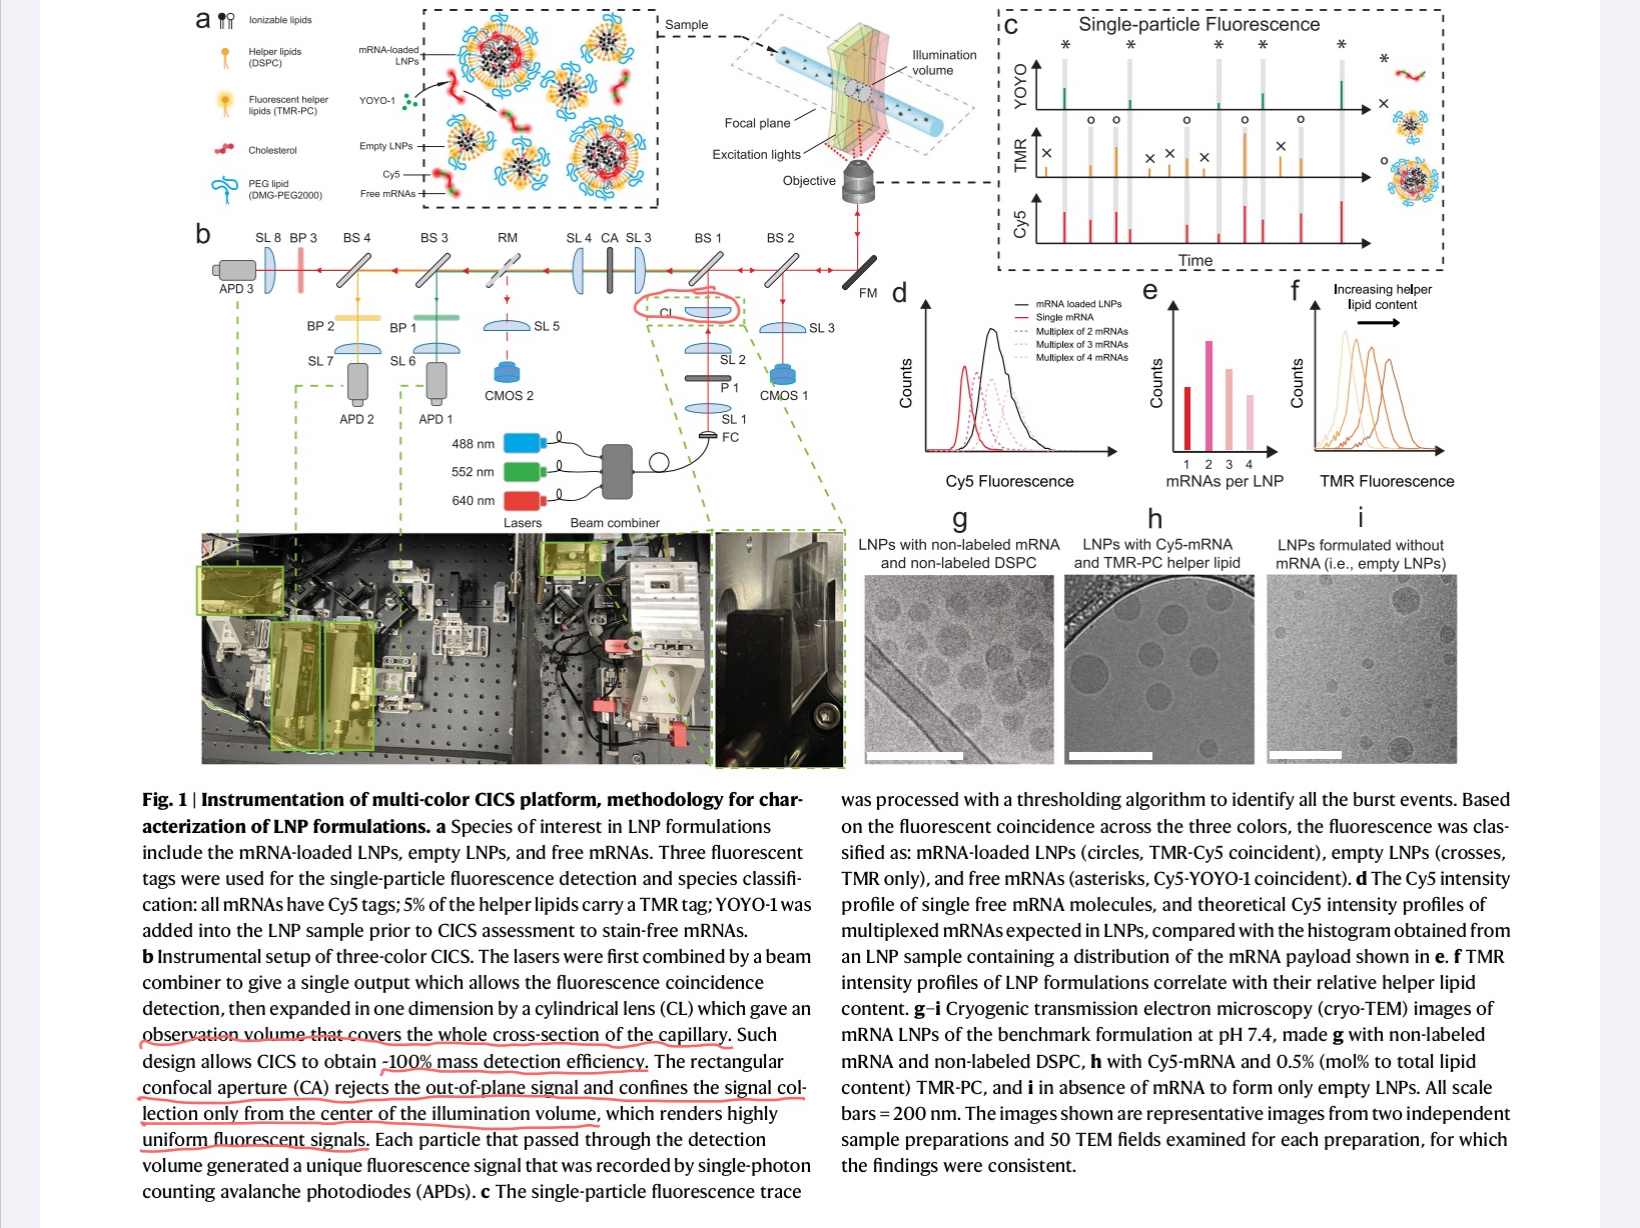 a
Ionizable lipids
Helper lipids
(DSPC)
Fluorescent helper
lipids (TMR-PC)
Cholesterol
PEG lipid
(DMG-PEG2000)
mRNA-loaded
LNPs
YOYO-1
Empty LNPs
Cy5
Free mRNAs
Sample
Illumination
volume
Focal plane
Excitation lights
Objective
c
Single-particle Fluorescence
* * * * *
*
YOYO
×
o o o o o
TMR
× × × × ×
o
Cy5
Time
b
SL 8 BP 3 BS 4 BS 3 RM SL 4 CA SL 3 BS 1 BS 2
APD 3
FM
BP 2
BP 1
SL 5
CL
SL 3
SL 7
SL 6
SL 2
P 1
CMOS 2
CMOS 1
APD 2
APD 1
SL 1
FC
488 nm
552 nm
640 nm
Lasers
Beam combiner
d
mRNA loaded LNPs
Single mRNA
Multiplex of 2 mRNAs
Multiplex of 3 mRNAs
Multiplex of 4 mRNAs
Counts
Cy5 Fluorescence
e
Counts
1 2 3 4
mRNAs per LNP
f
Increasing helper
lipid content
Counts
TMR Fluorescence
g
LNPs with non-labeled mRNA
and non-labeled DSPC
h
LNPs with Cy5-mRNA
and TMR-PC helper lipid
i
LNPs formulated without
mRNA (i.e., empty LNPs)
Fig. 1 | Instrumentation of multi-color CICS platform, methodology for char-
acterization of LNP formulations. a Species of interest in LNP formulations
include the mRNA-loaded LNPs, empty LNPs, and free mRNAs. Three fluorescent
tags were used for the single-particle fluorescence detection and species classifi-
cation: all mRNAs have Cy5 tags; 5% of the helper lipids carry a TMR tag; YOYO-1 was
added into the LNP sample prior to CICS assessment to stain-free mRNAs.
b Instrumental setup of three-color CICS. The lasers were first combined by a beam
combiner to give a single output which allows the fluorescence coincidence
detection, then expanded in one dimension by a cylindrical lens (CL) which gave an
observation volume that covers the whole cross-section of the capillary. Such
design allows CICS to obtain ~100% mass detection efficiency. The rectangular
confocal aperture (CA) rejects the out-of-plane signal and confines the signal col-
lection only from the center of the illumination volume, which renders highly
uniform fluorescent signals. Each particle that passed through the detection
volume generated a unique fluorescence signal that was recorded by single-photon
counting avalanche photodiodes (APDs). c The single-particle fluorescence trace
was processed with a thresholding algorithm to identify all the burst events. Based
on the fluorescent coincidence across the three colors, the fluorescence was clas-
sified as: mRNA-loaded LNPs (circles, TMR-Cy5 coincident), empty LNPs (crosses,
TMR only), and free mRNAs (asterisks, Cy5-YOYO-1 coincident). d The Cy5 intensity
profile of single free mRNA molecules, and theoretical Cy5 intensity profiles of
multiplexed mRNAs expected in LNPs, compared with the histogram obtained from
an LNP sample containing a distribution of the mRNA payload shown in e. f TMR
intensity profiles of LNP formulations correlate with their relative helper lipid
content. g–i Cryogenic transmission electron microscopy (cryo-TEM) images of
mRNA LNPs of the benchmark formulation at pH 7.4, made g with non-labeled
mRNA and non-labeled DSPC, h with Cy5-mRNA and 0.5% (mol% to total lipid
content) TMR-PC, and i in absence of mRNA to form only empty LNPs. All scale
bars = 200 nm. The images shown are representative images from two independent
sample preparations and 50 TEM fields examined for each preparation, for which
the findings were consistent.